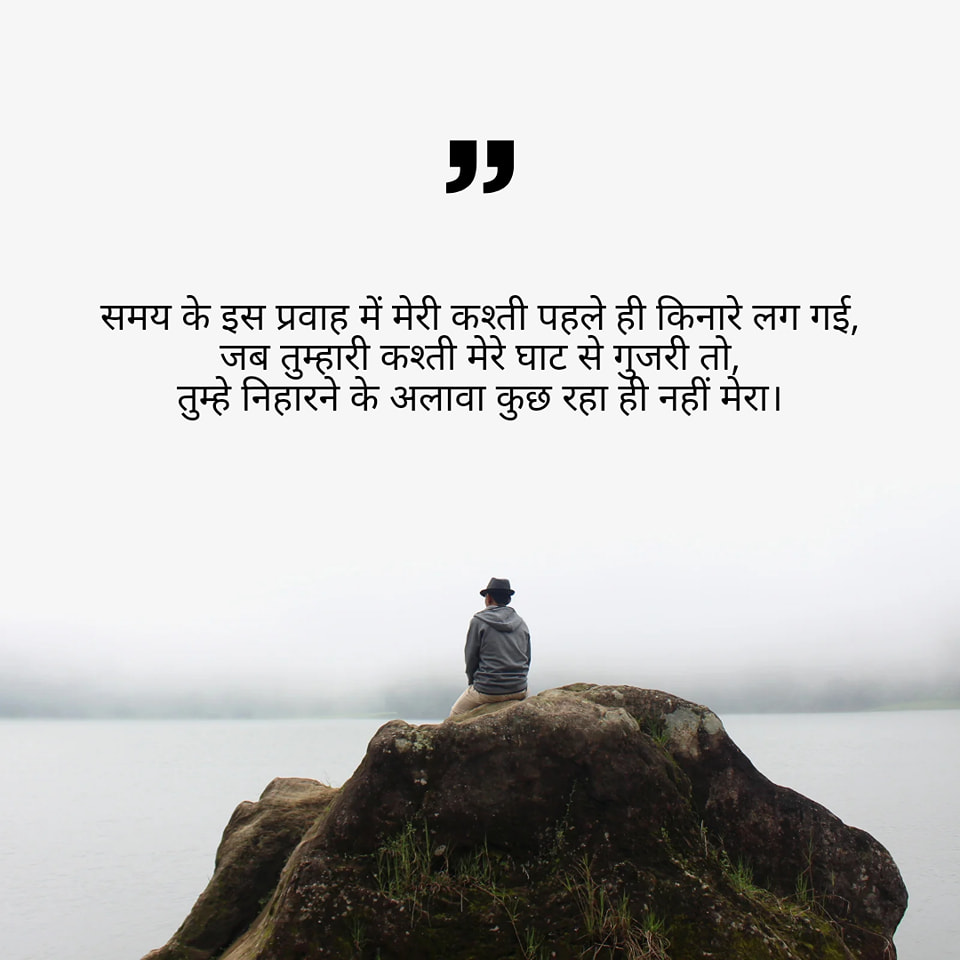 ”
समय के इस प्रवाह में मेरी कश्ती पहले ही किनारे लग गई,
जब तुम्हारी कश्ती मेरे घाट से गुजरी तो,
तुम्हे निहारने के अलावा कुछ रहा ही नहीं मेरा।